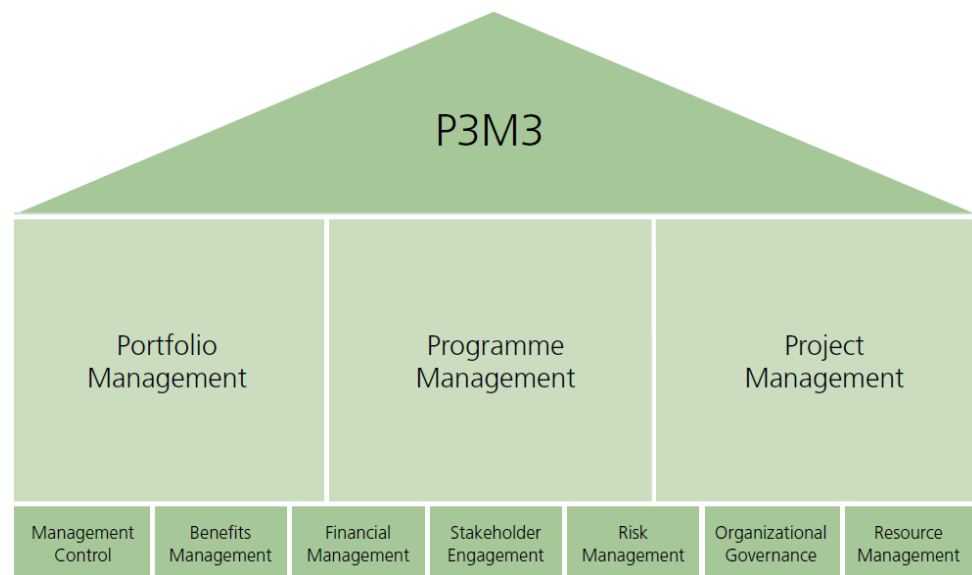 P3M3
Portfolio
Management
Programme
Management
Project
Management
Management
Control
Benefits
Management
Financial
Management
Stakeholder
Engagement
Risk
Management
Organizational
Governance
Resource
Management